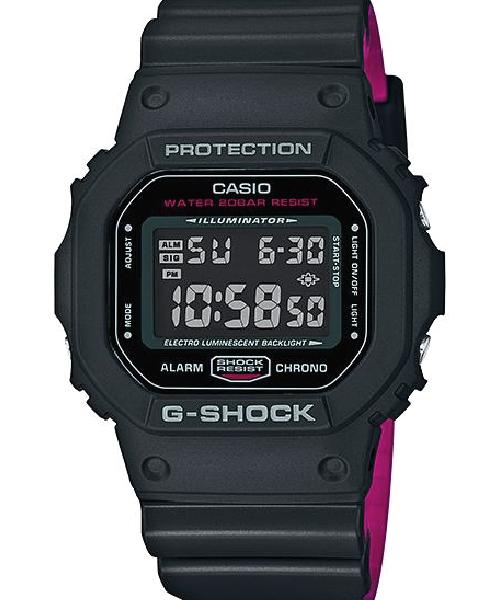 PROTECTION
CASIO
WATER 20BAR RESIST
ILLUMINATOR
ADJUST
MODE
ALM
SIG
PM
SU 6-30
10:58 50
START·STOP
LIGHT ON/OFF
LIGHT
ELECTRO LUMINESCENT BACKLIGHT
ALARM
SHOCK
RESIST
CHRONO
G-SHOCK